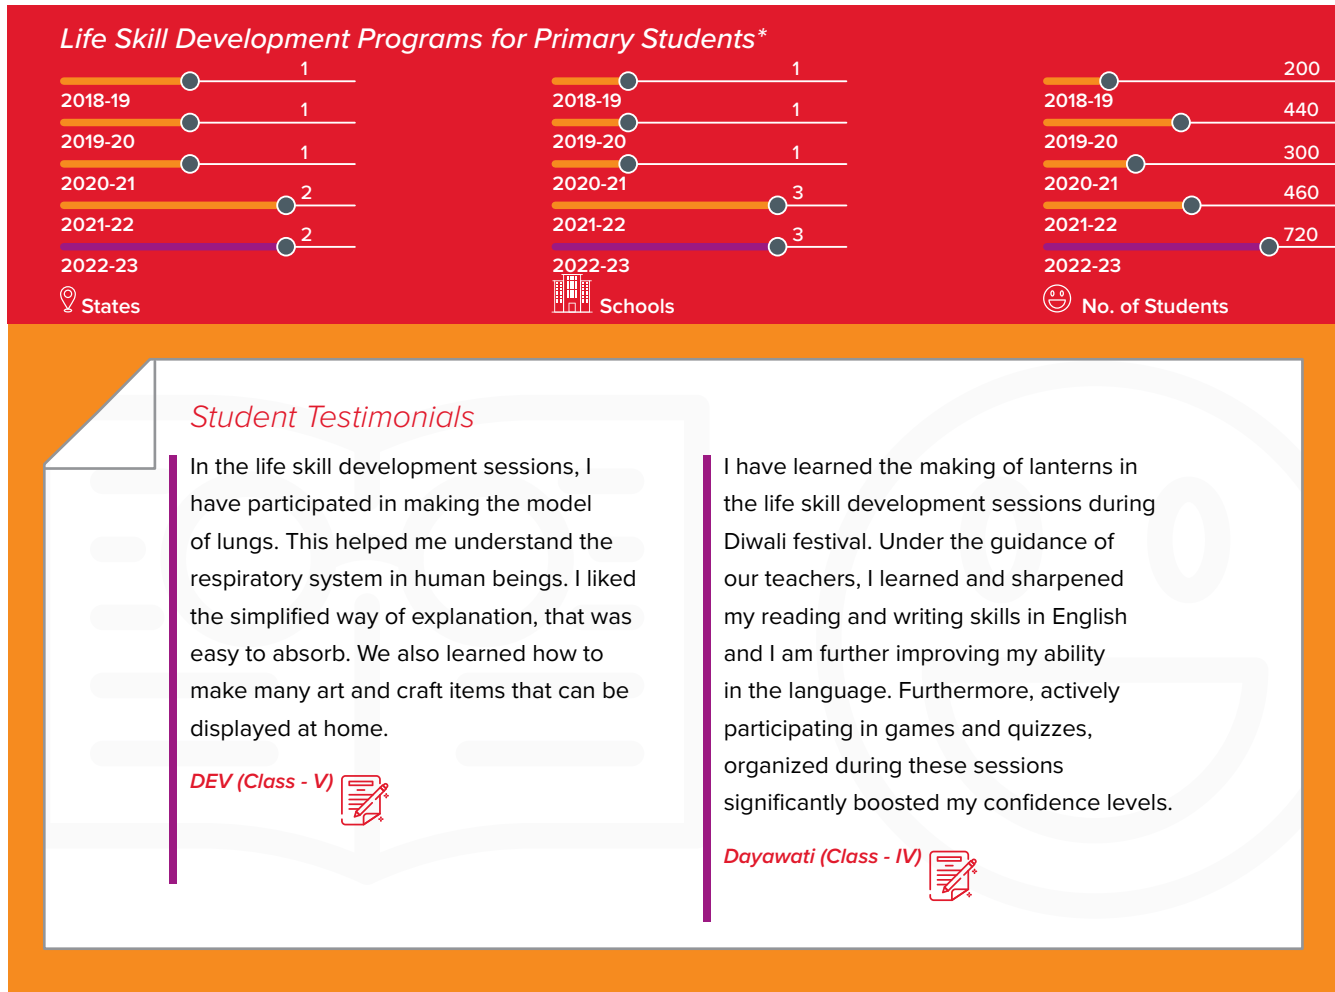 Life Skill Development Programs for Primary Students*
1
2018-19
1
2019-20
1
2020-21
2
2021-22
2
2022-23
States
1
2018-19
1
2019-20
1
2020-21
3
2021-22
3
2022-23
Schools
200
2018-19
440
2019-20
300
2020-21
460
2021-22
720
2022-23
No. of Students
Student Testimonials
In the life skill development sessions, I
have participated in making the model
of lungs. This helped me understand the
respiratory system in human beings. I liked
the simplified way of explanation, that was
easy to absorb. We also learned how to
make many art and craft items that can be
displayed at home.
DEV (Class - V)
I have learned the making of lanterns in
the life skill development sessions during
Diwali festival. Under the guidance of
our teachers, I learned and sharpened
my reading and writing skills in English
and I am further improving my ability
in the language. Furthermore, actively
participating in games and quizzes,
organized during these sessions
significantly boosted my confidence levels.
Dayawati (Class - IV)